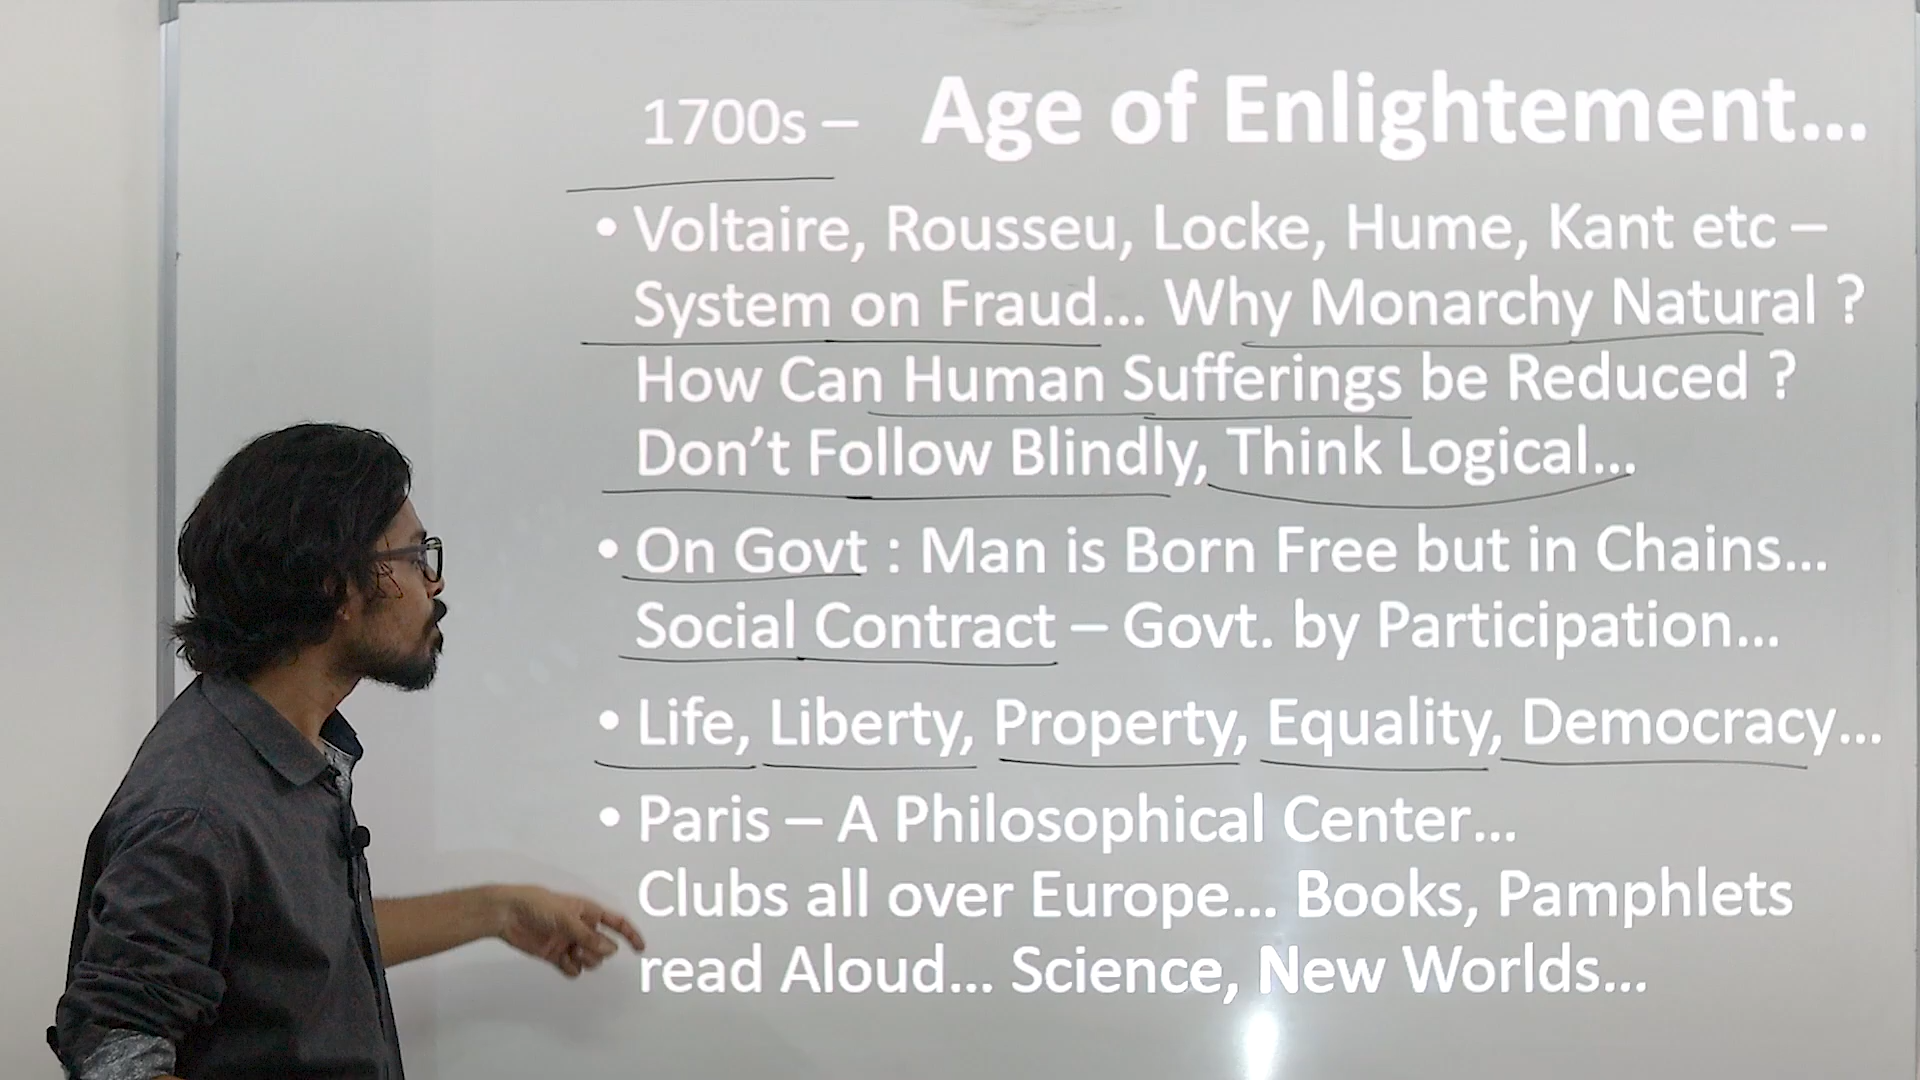 1700s – Age of Enlightement...
• Voltaire, Rousseu, Locke, Hume, Kant etc –
System on Fraud... Why Monarchy Natural ?
How Can Human Sufferings be Reduced ?
Don't Follow Blindly, Think Logical...
• On Govt : Man is Born Free but in Chains...
Social Contract – Govt. by Participation...
• Life, Liberty, Property, Equality, Democracy...
• Paris – A Philosophical Center...
Clubs all over Europe... Books, Pamphlets
read Aloud... Science, New Worlds...